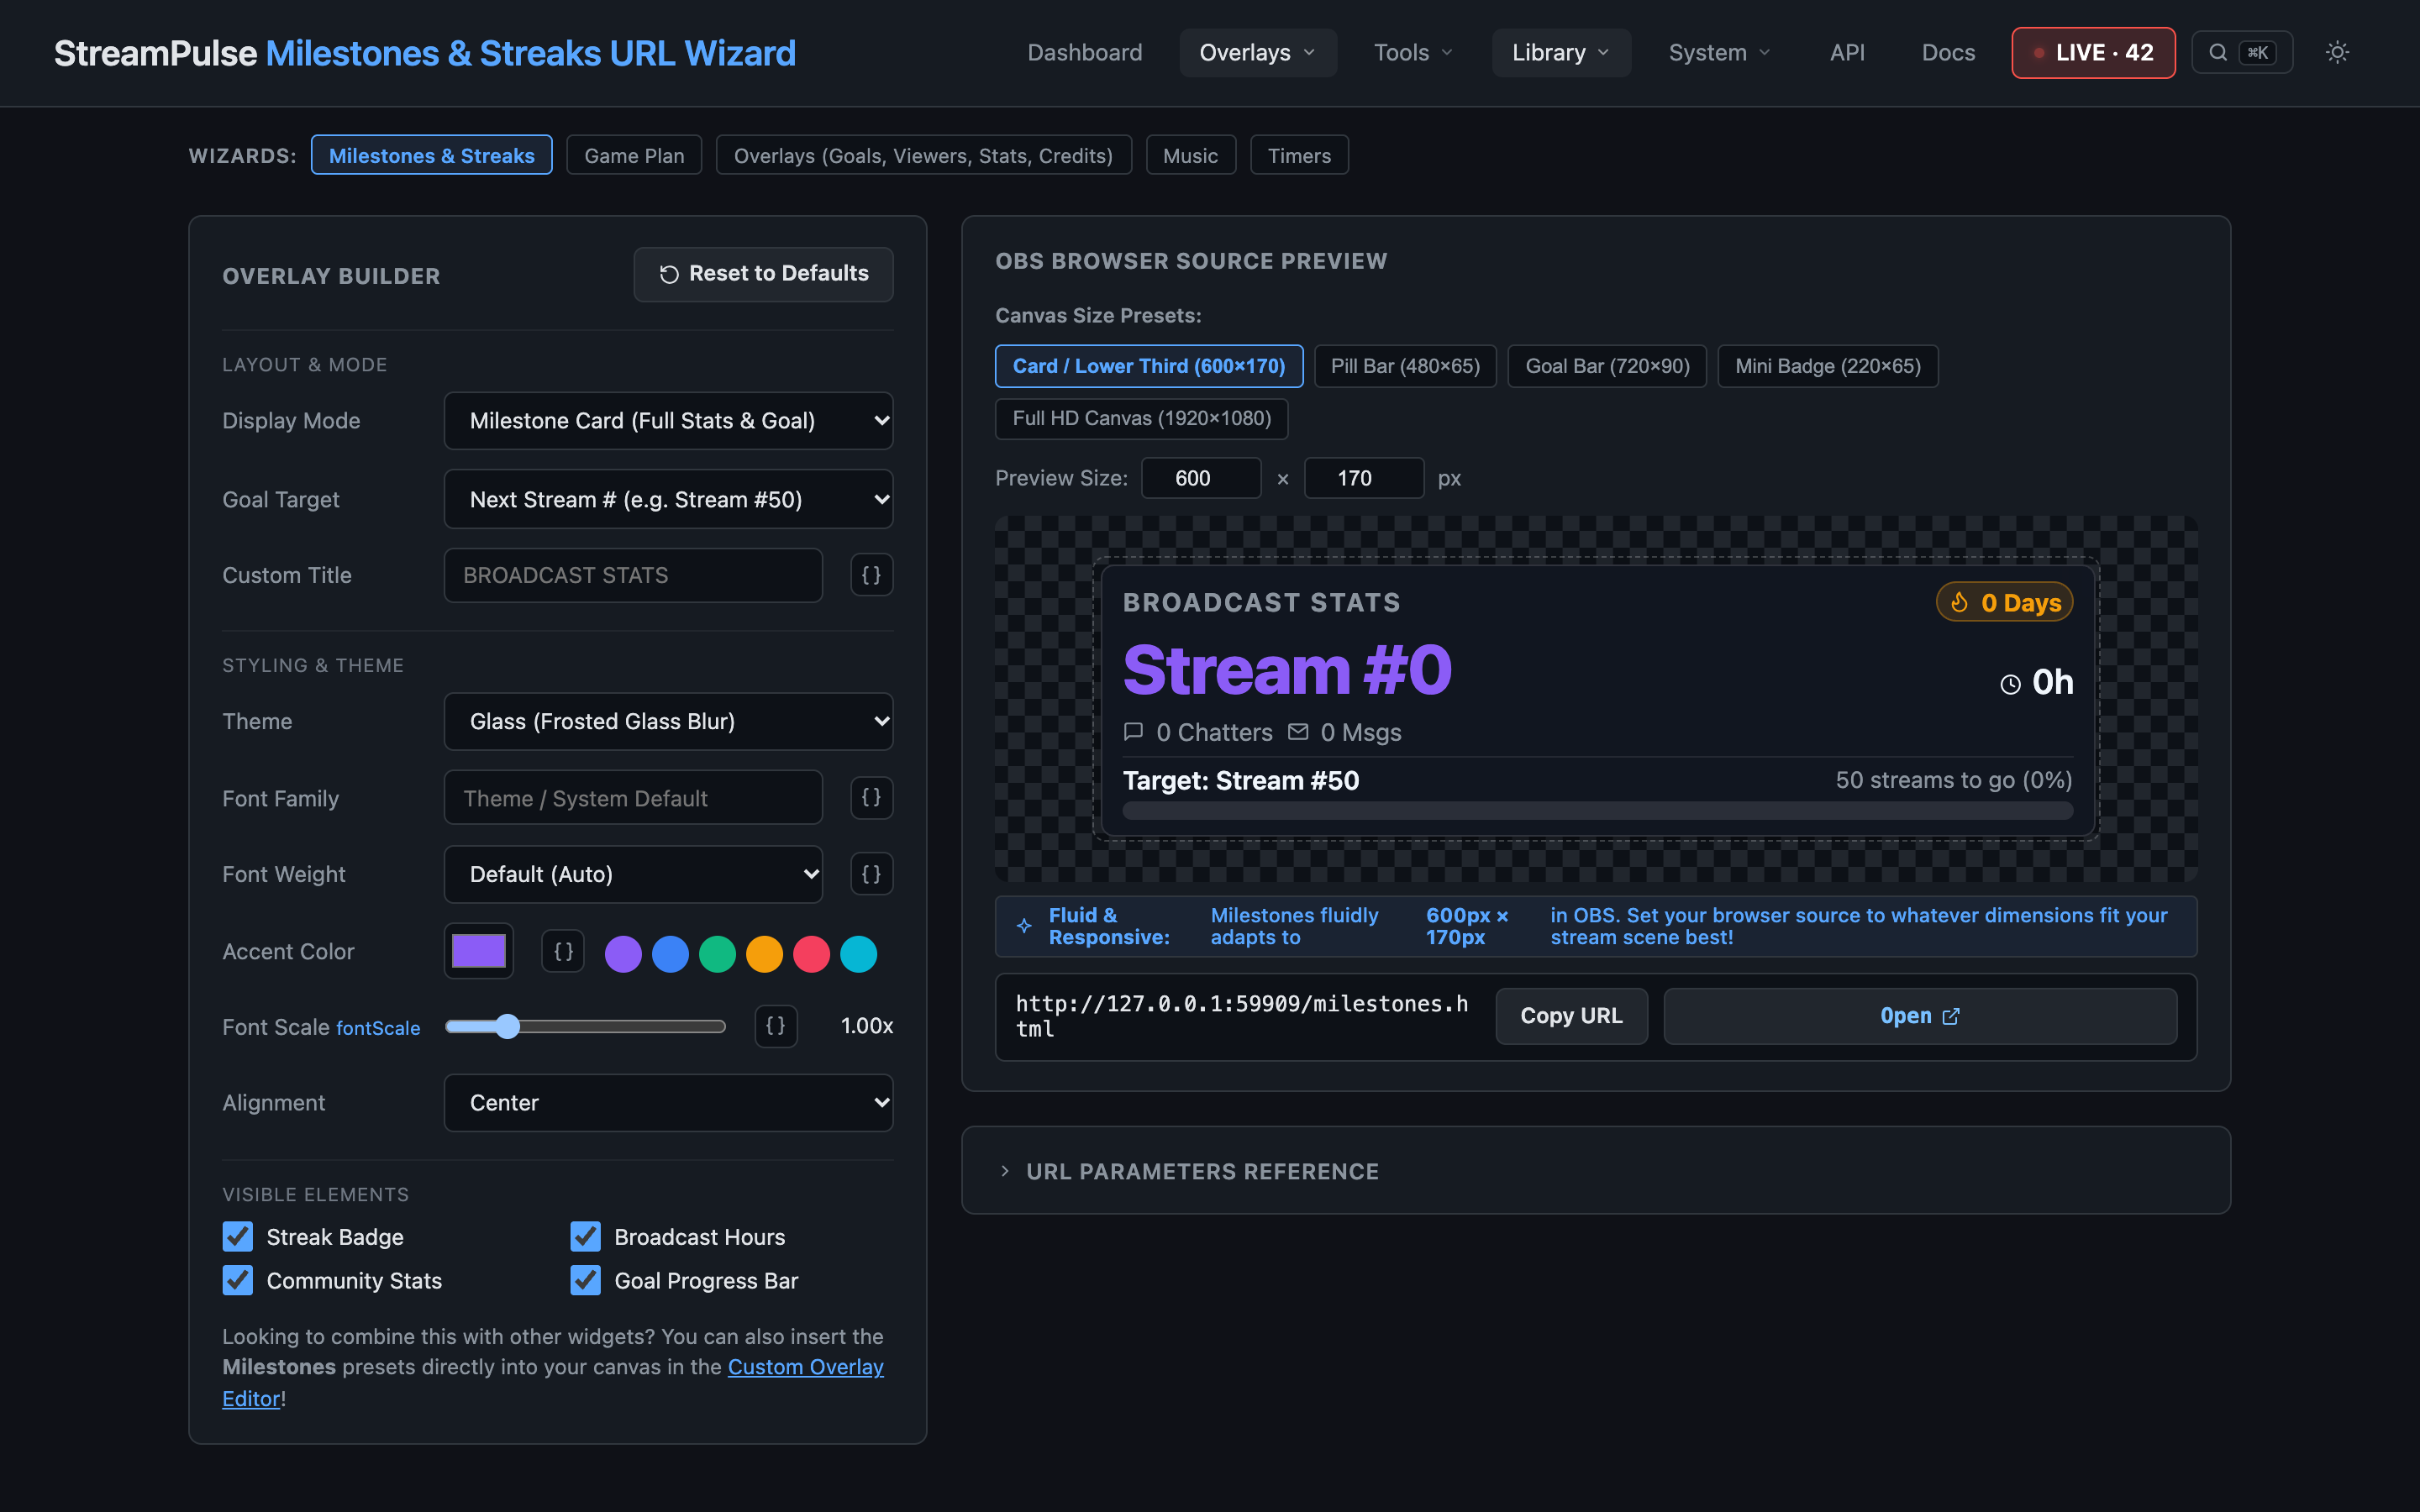 StreamPulse Milestones & Streaks URL Wizard
Dashboard
Overlays
Tools
Library
System
API
Docs
LIVE · 42
⌘K
WIZARDS:
Milestones & Streaks
Game Plan
Overlays (Goals, Viewers, Stats, Credits)
Music
Timers
OVERLAY BUILDER
Reset to Defaults
LAYOUT & MODE
Display Mode
Milestone Card (Full Stats & Goal)
Goal Target
Next Stream # (e.g. Stream #50)
Custom Title
BROADCAST STATS
{}
STYLING & THEME
Theme
Glass (Frosted Glass Blur)
Font Family
Theme / System Default
{}
Font Weight
Default (Auto)
{}
Accent Color
{}
Font Scale fontScale
{}
1.00x
Alignment
Center
VISIBLE ELEMENTS
Streak Badge
Broadcast Hours
Community Stats
Goal Progress Bar
Looking to combine this with other widgets? You can also insert the
Milestones presets directly into your canvas in the Custom Overlay
Editor!
OBS BROWSER SOURCE PREVIEW
Canvas Size Presets:
Card / Lower Third (600×170)
Pill Bar (480×65)
Goal Bar (720×90)
Mini Badge (220×65)
Full HD Canvas (1920×1080)
Preview Size:
600
×
170
px
BROADCAST STATS
0 Days
Stream #0
0h
0 Chatters
0 Msgs
Target: Stream #50
50 streams to go (0%)
Fluid &
Responsive:
Milestones fluidly
adapts to
600px ×
170px
in OBS. Set your browser source to whatever dimensions fit your
stream scene best!
http://127.0.0.1:59909/milestones.h
tml
Copy URL
Open
URL PARAMETERS REFERENCE